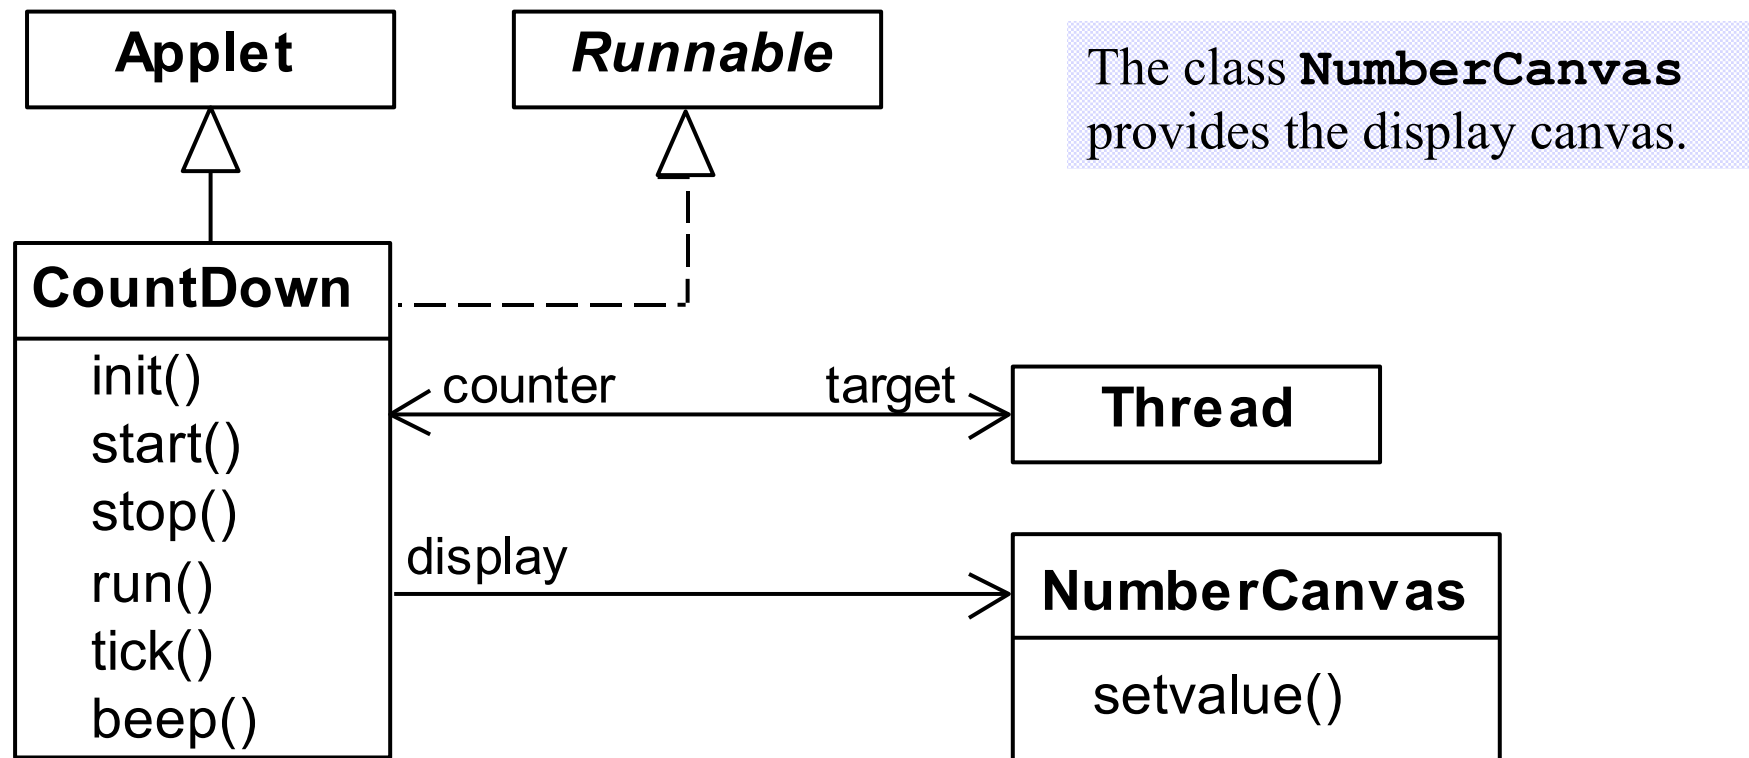 Applet
Runnable
The class NumberCanvas
provides the display canvas.
CountDown
init()
start()
stop()
run()
tick()
beep()
counter
target
Thread
display
NumberCanvas
setvalue()